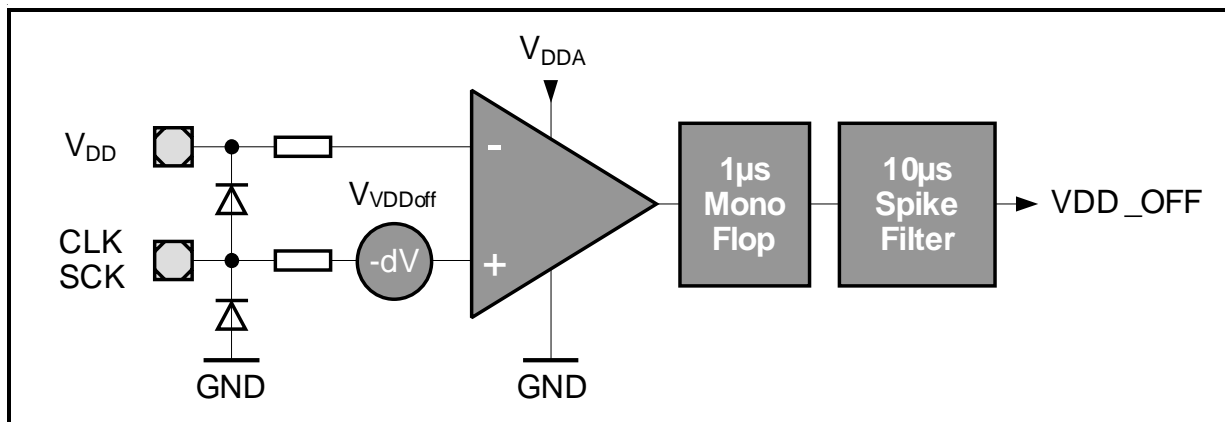 VDDA
VDD
-
VVDDoff
CLK
SCK
-dV
+
GND
GND
1µs
Mono
Flop
10µs
Spike
Filter
VDD_OFF